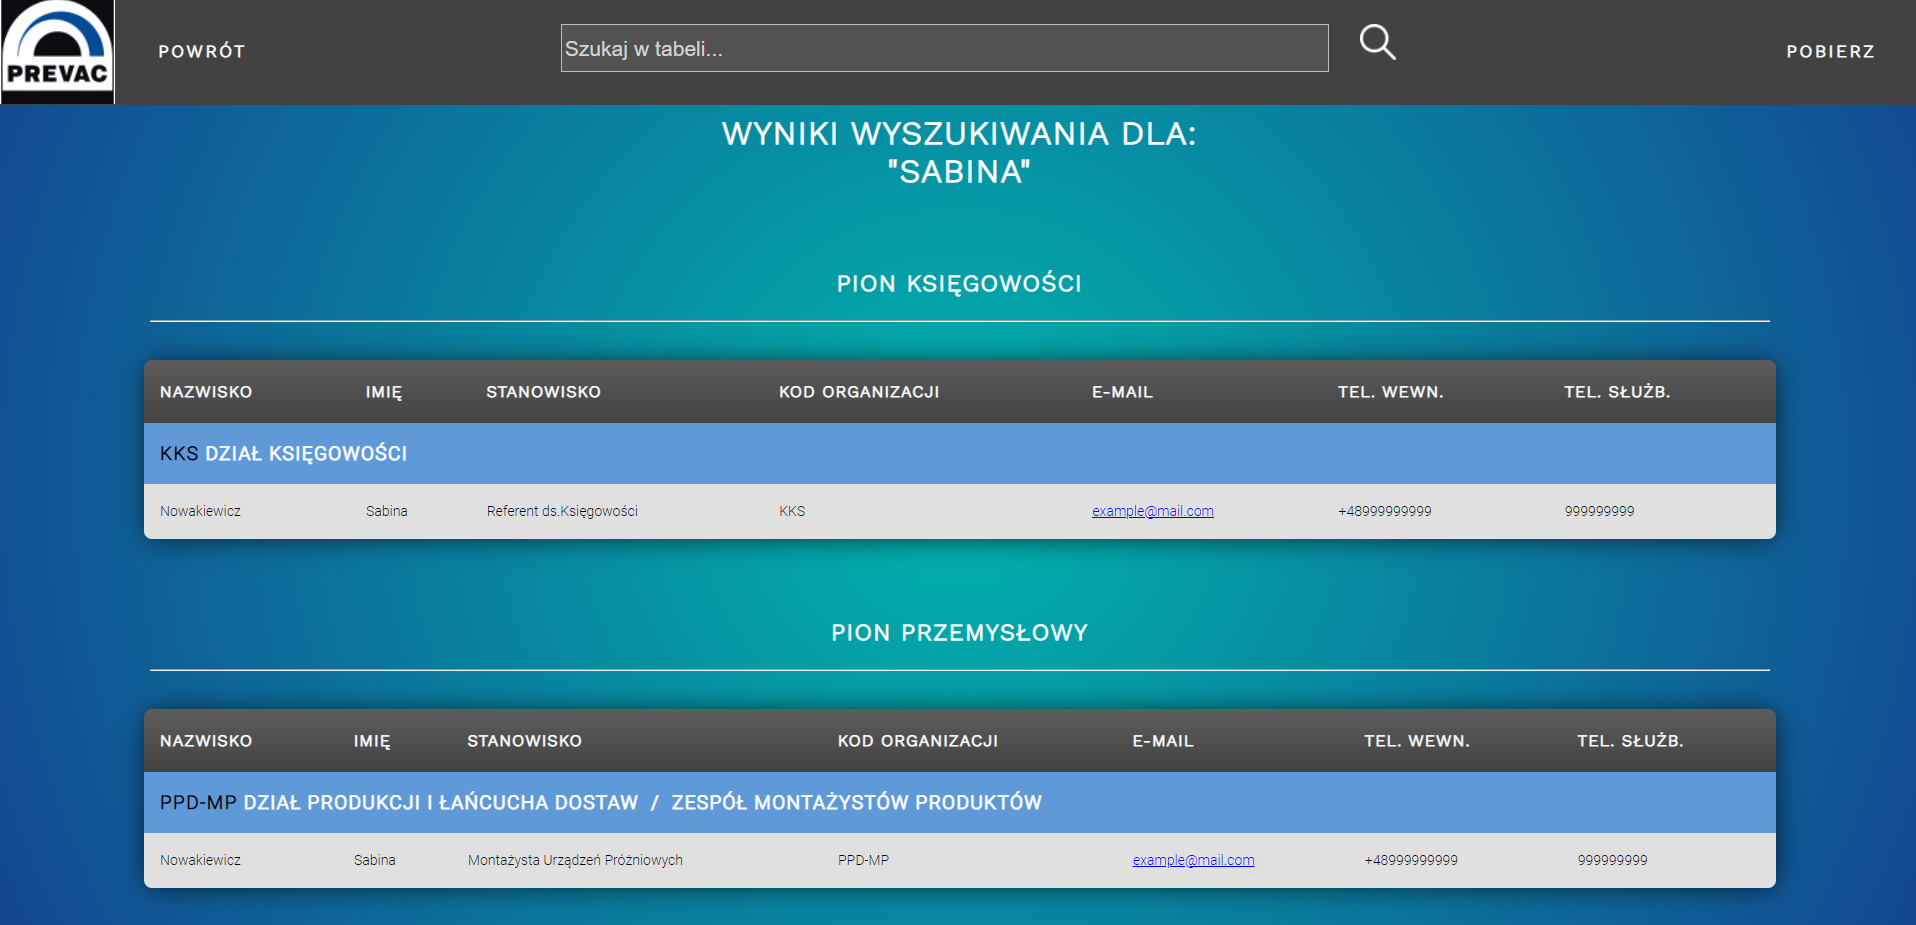 PREVAC
POWRÓT
Szukaj w tabeli...
POBIERZ
WYNIKI WYSZUKIWANIA DLA:
"SABINA"
PION KSIĘGOWOŚCI
NAZWISKO IMIĘ STANOWISKO KOD ORGANIZACJI E-MAIL TEL. WEWN. TEL. SŁUŻB.
KKS DZIAŁ KSIĘGOWOŚCI
Nowakiewicz Sabina Referent ds.Księgowości KKS example@mail.com +48999999999 999999999
PION PRZEMYSŁOWY
NAZWISKO IMIĘ STANOWISKO KOD ORGANIZACJI E-MAIL TEL. WEWN. TEL. SŁUŻB.
PPD-MP DZIAŁ PRODUKCJI I ŁAŃCUCHA DOSTAW / ZESPÓŁ MONTAŻYSTÓW PRODUKTÓW
Nowakiewicz Sabina Montażysta Urządzeń Próżniowych PPD-MP example@mail.com +48999999999 999999999